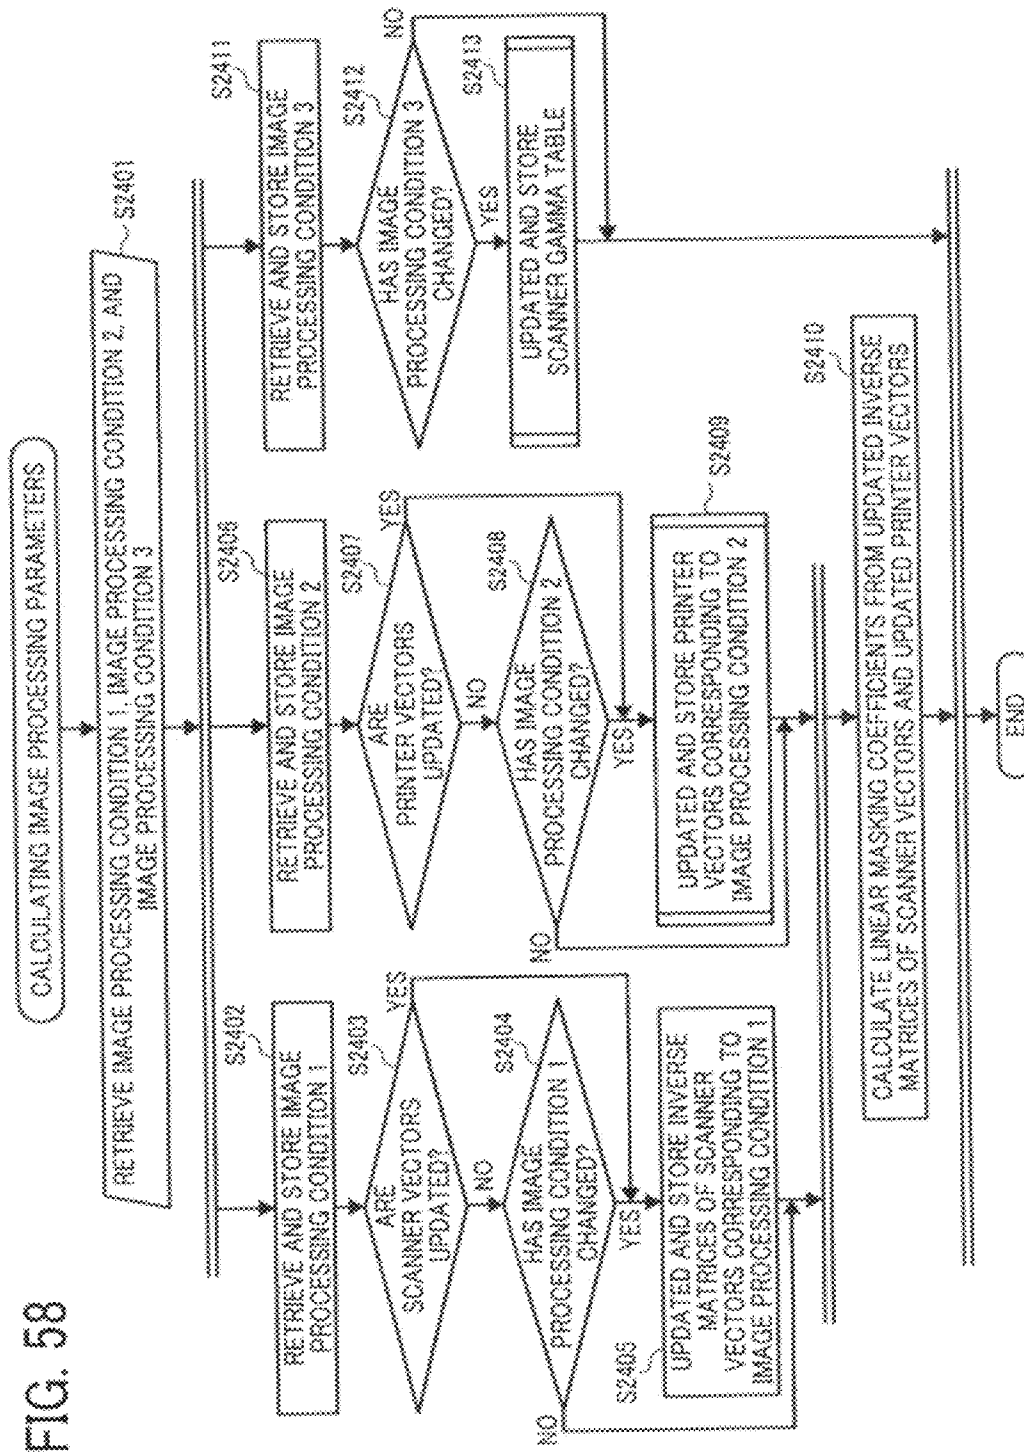 FIG. 58
CALCULATING IMAGE PROCESSING PARAMETERS
S2401
RETRIEVE IMAGE PROCESSING CONDITION 1, IMAGE PROCESSING CONDITION 2, AND
IMAGE PROCESSING CONDITION 3
S2402
RETRIEVE AND STORE IMAGE
PROCESSING CONDITION 1
S2403
ARE
SCANNER VECTORS
UPDATED?
YES
NO
S2404
HAS IMAGE
PROCESSING CONDITION 1
CHANGED?
NO
YES
S2405
UPDATED AND STORE INVERSE
MATRICES OF SCANNER
VECTORS CORRESPONDING TO
IMAGE PROCESSING CONDITION 1
S2406
RETRIEVE AND STORE IMAGE
PROCESSING CONDITION 2
S2407
ARE
PRINTER VECTORS
UPDATED?
YES
NO
S2408
HAS IMAGE
PROCESSING CONDITION 2
CHANGED?
NO
YES
S2409
UPDATED AND STORE PRINTER
VECTORS CORRESPONDING TO
IMAGE PROCESSING CONDITION 2
S2410
CALCULATE LINEAR MASKING COEFFICIENTS FROM UPDATED INVERSE
MATRICES OF SCANNER VECTORS AND UPDATED PRINTER VECTORS
S2411
RETRIEVE AND STORE IMAGE
PROCESSING CONDITION 3
S2412
HAS IMAGE
PROCESSING CONDITION 3
CHANGED?
NO
YES
S2413
UPDATED AND STORE
SCANNER GAMMA TABLE
END